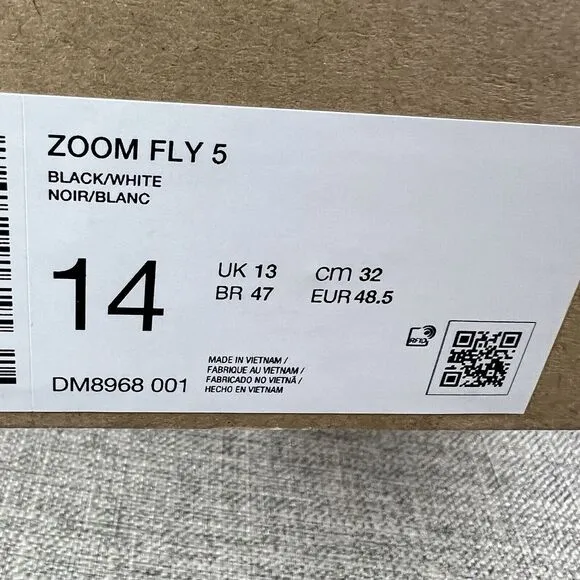 ZOOM FLY 5
BLACK/WHITE
NOIR/BLANC
14
UK 13 cm 32
BR 47 EUR 48.5
RFID
DM8968 001
MADE IN VIETNAM /
FABRIQUE AU VIETNAM /
FABRICADO NO VIETNÃ /
HECHO EN VIETNAM